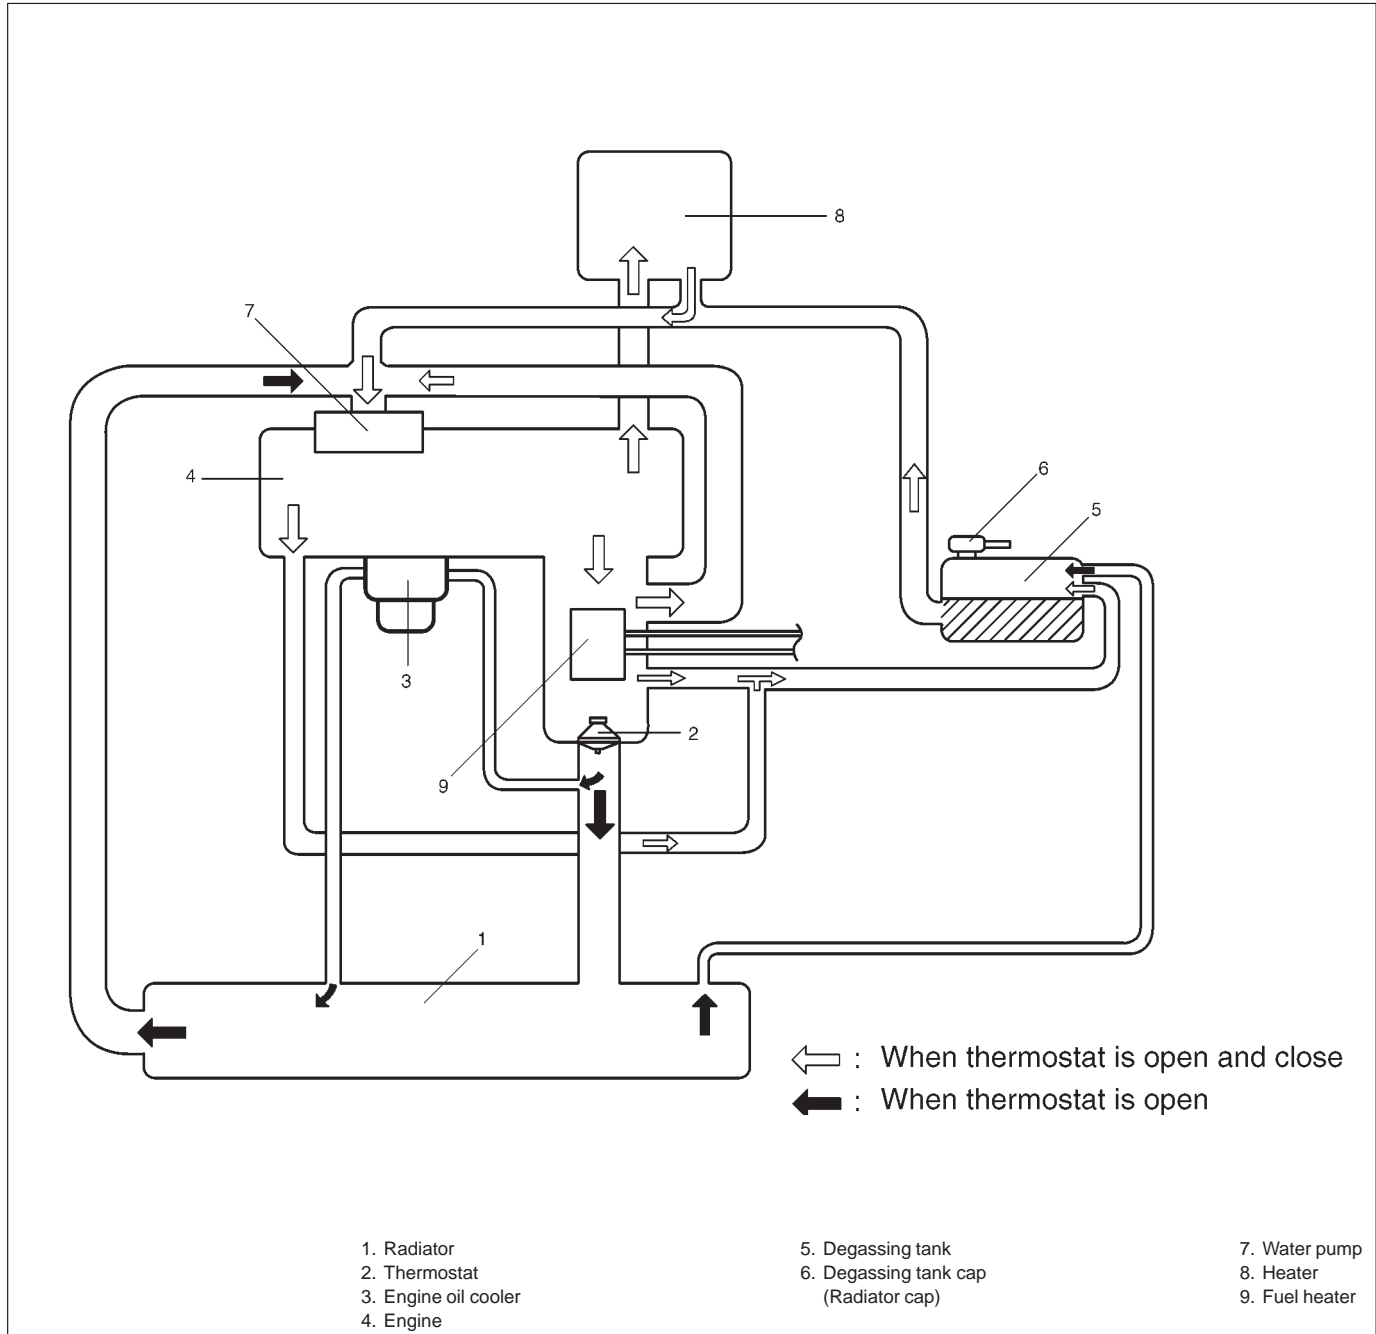 8
7
6
4
5
3
2
9
1
: When thermostat is open and close
: When thermostat is open
1. Radiator
2. Thermostat
3. Engine oil cooler
4. Engine
5. Degassing tank
6. Degassing tank cap
(Radiator cap)
7. Water pump
8. Heater
9. Fuel heater